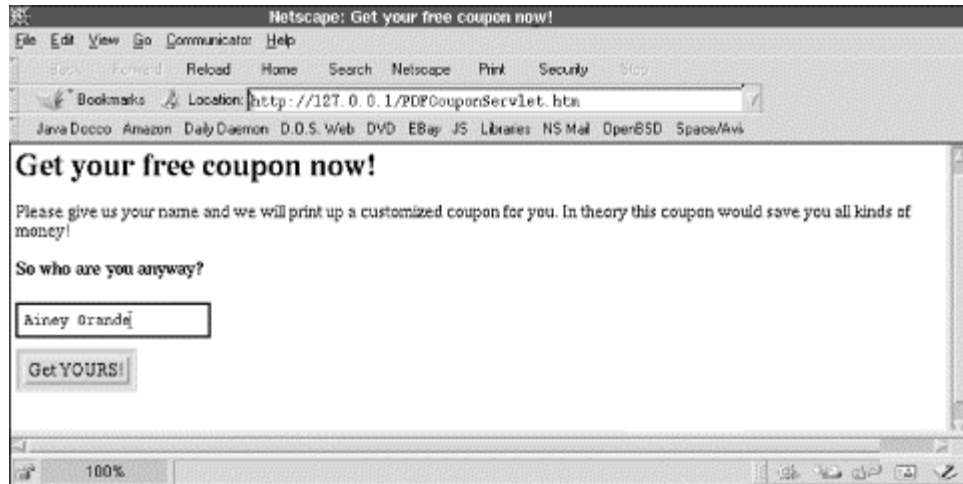 Netscape: Get your free coupon now!
File Edit View Go Communicator Help
Back Forward Reload Home Search Netscape Print Security Stop
Bookmarks Location: http://127.0.0.1/PDFCouponServlet.htm
Java Docco Amazon Daily Daemon D.O.S. Web DVD EBay JS Libraries NS Mail OpenBSD Space/Avia
Get your free coupon now!
Please give us your name and we will print up a customized coupon for you. In theory this coupon would save you all kinds of
money!
So who are you anyway?
Ainey Grande
Get YOURS!
100%